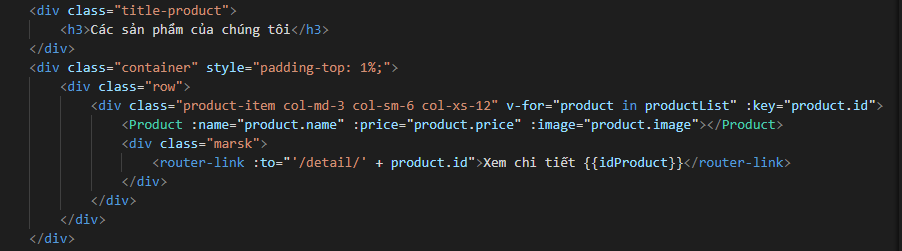 <div class="title-product">
<h3>Các sản phẩm của chúng tôi</h3>
</div>
<div class="container" style="padding-top: 1%;">
<div class="row">
<div class="product-item col-md-3 col-sm-6 col-xs-12" v-for="product in productList" :key="product.id">
<Product :name="product.name" :price="product.price" :image="product.image"></Product>
<div class="marsk">
<router-link :to="'/detail/' + product.id">Xem chi tiết {{idProduct}}</router-link>
</div>
</div>
</div>
</div>